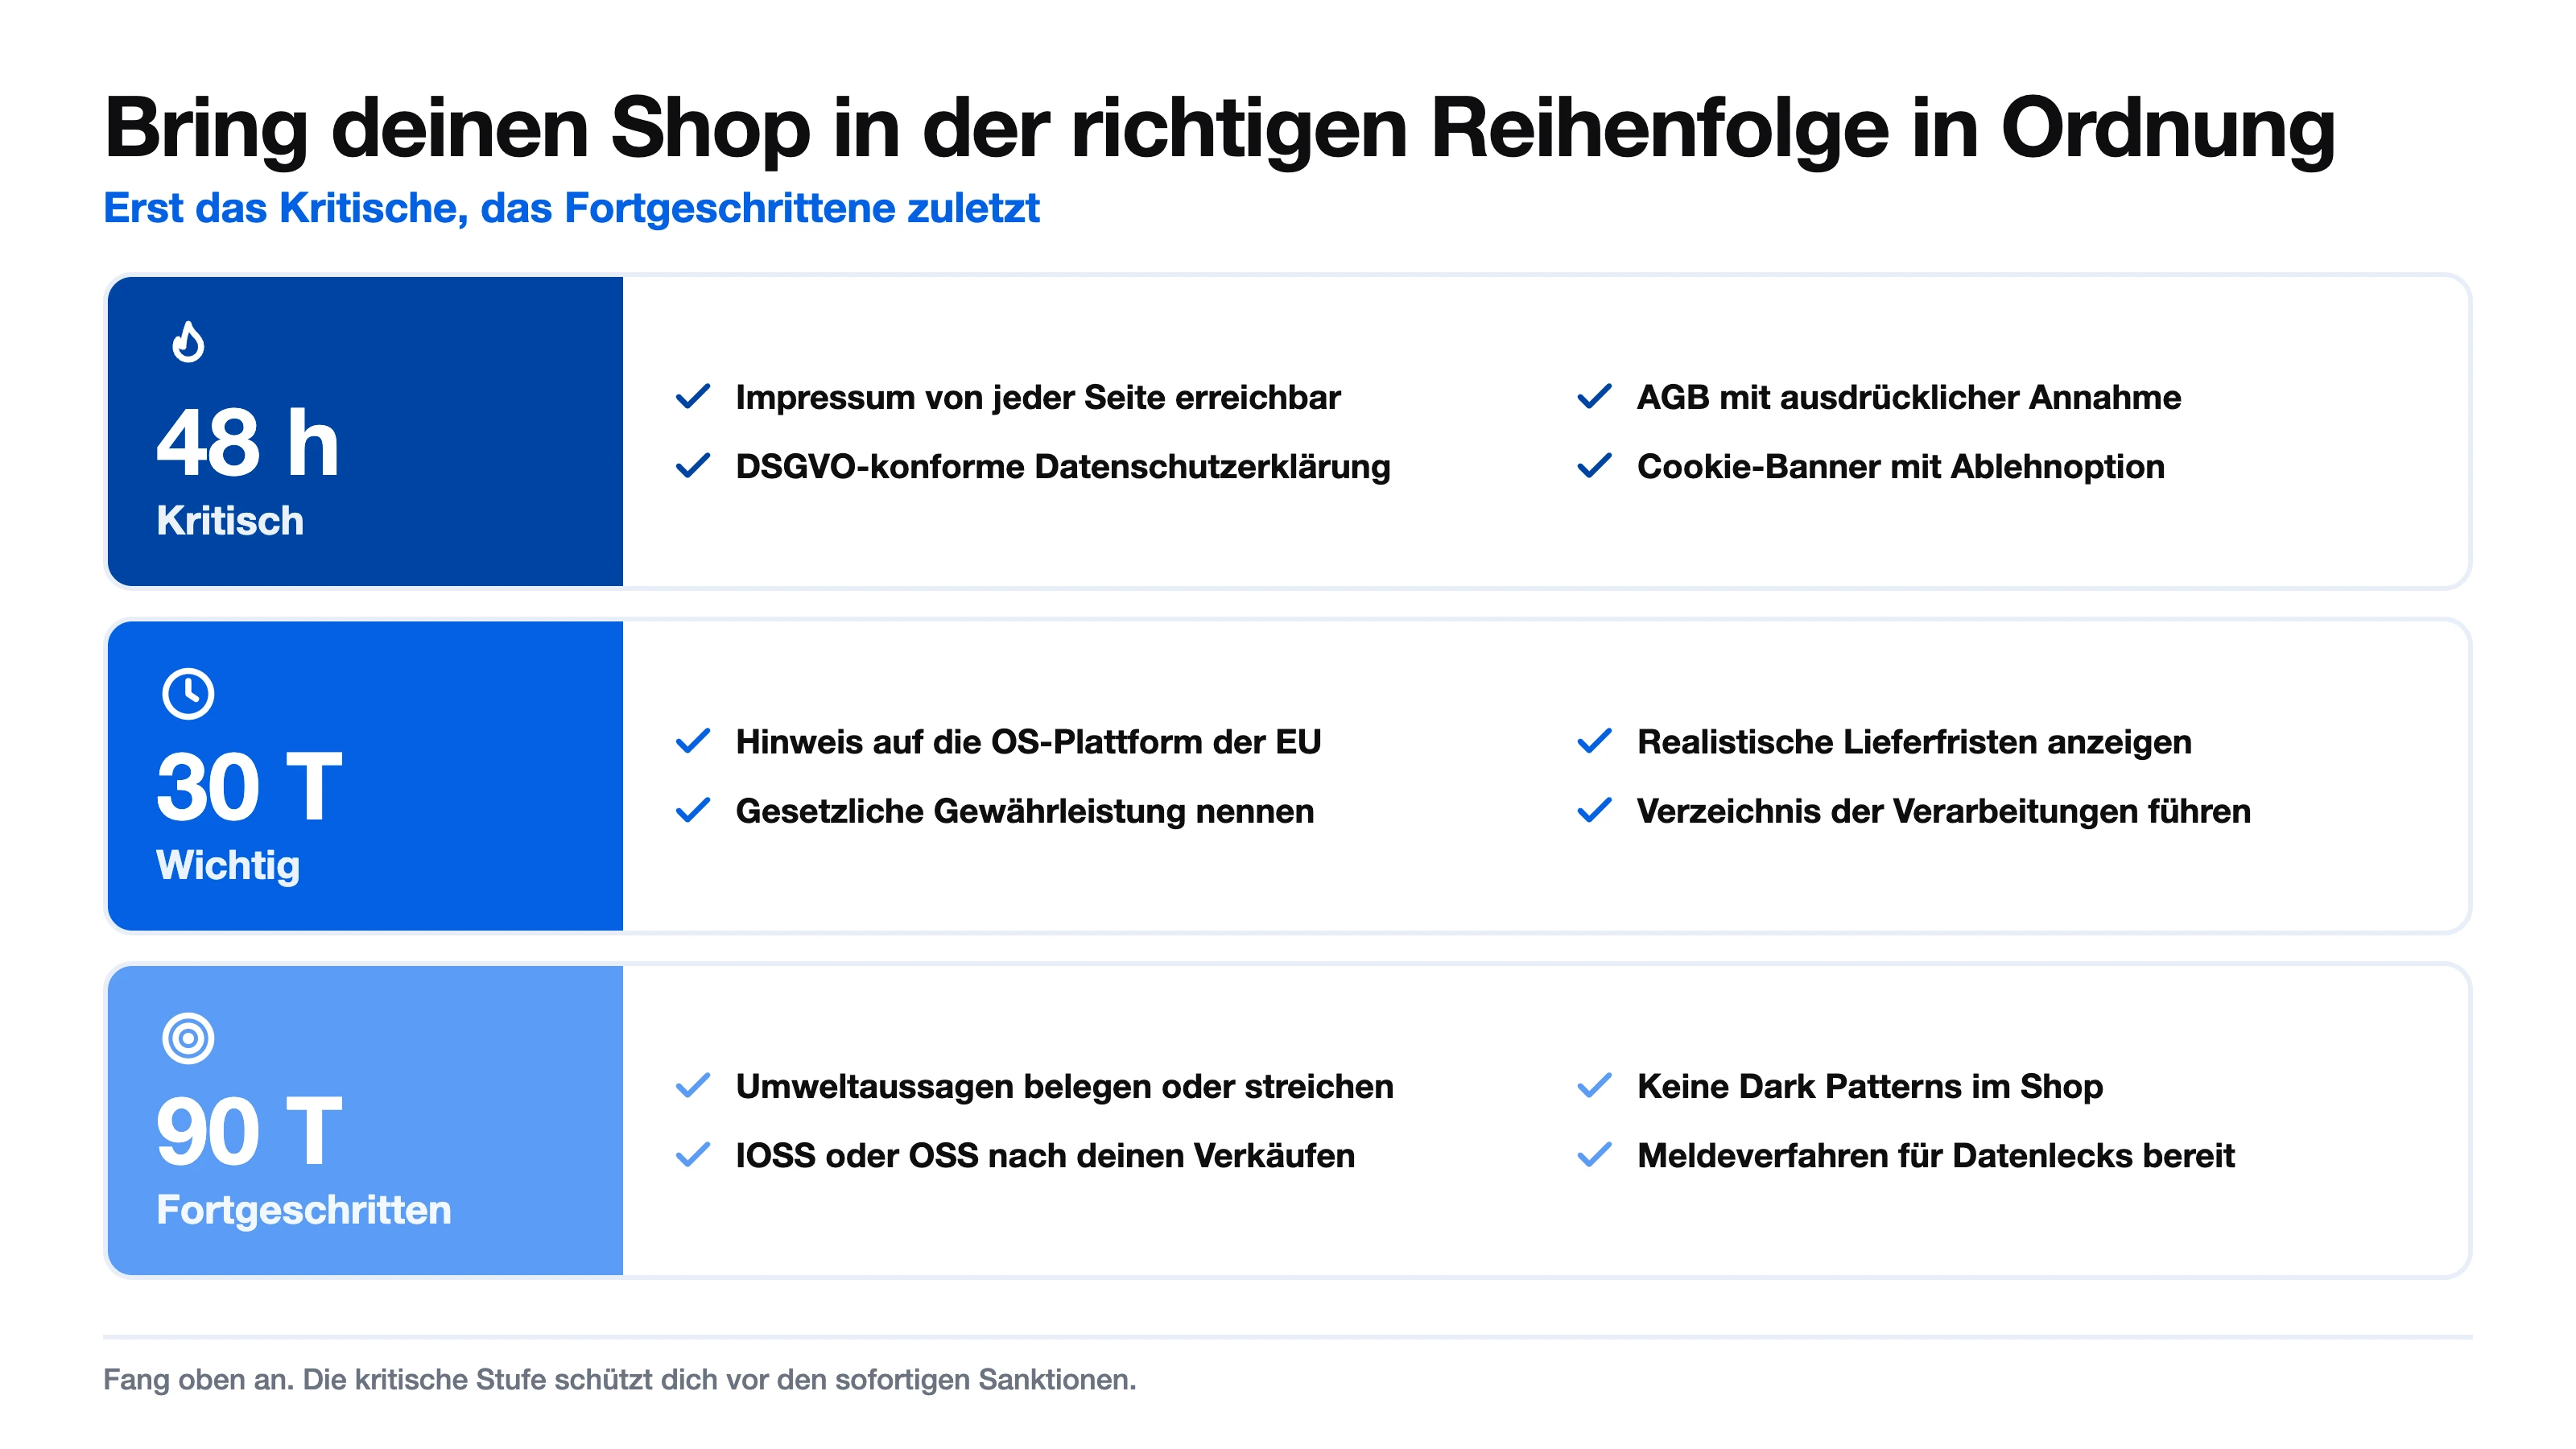 Bring deinen Shop in der richtigen Reihenfolge in Ordnung
Erst das Kritische, das Fortgeschrittene zuletzt
48 h
Kritisch
Impressum von jeder Seite erreichbar
AGB mit ausdrücklicher Annahme
DSGVO-konforme Datenschutzerklärung
Cookie-Banner mit Ablehnoption
30 T
Wichtig
Hinweis auf die OS-Plattform der EU
Realistische Lieferfristen anzeigen
Gesetzliche Gewährleistung nennen
Verzeichnis der Verarbeitungen führen
90 T
Fortgeschritten
Umweltaussagen belegen oder streichen
Keine Dark Patterns im Shop
IOSS oder OSS nach deinen Verkäufen
Meldeverfahren für Datenlecks bereit
Fang oben an. Die kritische Stufe schützt dich vor den sofortigen Sanktionen.